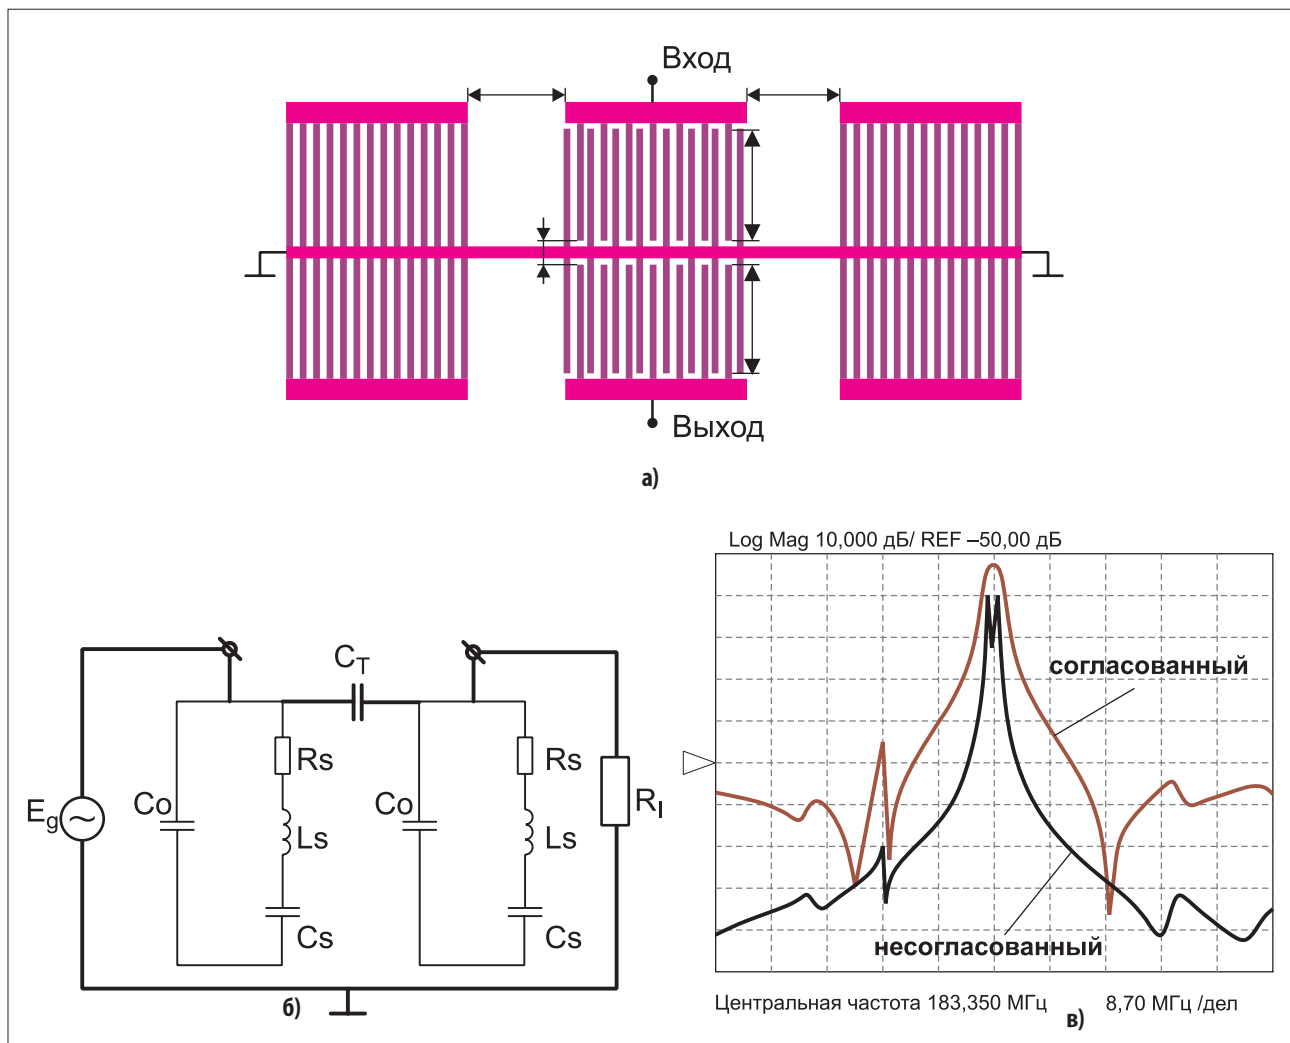 Вход
Выход
а)
Log Mag 10,000 дБ/ REF –50,00 дБ
согласованный
несогласованный
Центральная частота 183,350 МГц 8,70 МГц /дел
в)
CT
Rs
Rs
Eg
Co
Co
Rl
Ls
Ls
Cs
Cs
б)